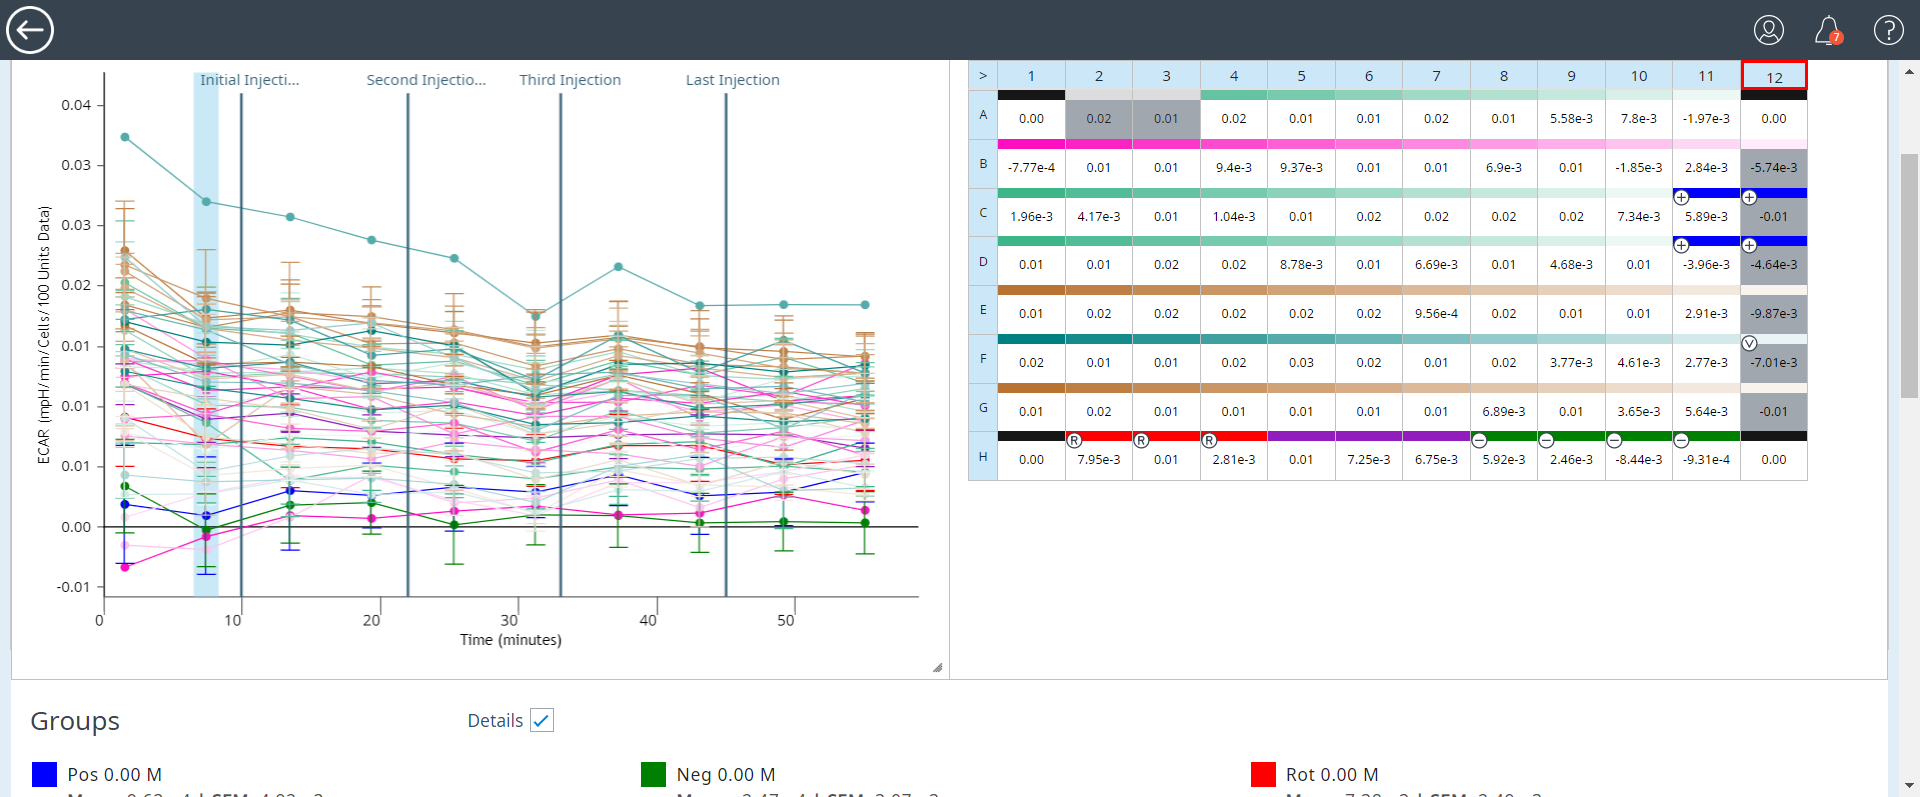 7
?
Initial Injecti...
Second Injectio...
Third Injection
Last Injection
0.04
0.03
0.03
0.02
0.01
0.01
0.01
0.00
-0.01
ECAR (mpH/min/Cells/100 Units Data)
0 10 20 30 40 50
Time (minutes)
> 1 2 3 4 5 6 7 8 9 10 11 12
A 0.00 0.02 0.01 0.02 0.01 0.01 0.02 0.01 5.58e-3 7.8e-3 -1.97e-3 0.00
B -7.77e-4 0.01 0.01 9.4e-3 9.37e-3 0.01 0.01 6.9e-3 0.01 -1.85e-3 2.84e-3 -5.74e-3
+ +
C 1.96e-3 4.17e-3 0.01 1.04e-3 0.01 0.02 0.02 0.02 0.02 7.34e-3 5.89e-3 -0.01
+ +
D 0.01 0.01 0.02 0.02 8.78e-3 0.01 6.69e-3 0.01 4.68e-3 0.01 -3.96e-3 -4.64e-3
E 0.01 0.02 0.02 0.02 0.02 0.02 9.56e-4 0.02 0.01 0.01 2.91e-3 -9.87e-3
V
F 0.02 0.01 0.01 0.02 0.03 0.02 0.01 0.02 3.77e-3 4.61e-3 2.77e-3 -7.01e-3
G 0.01 0.02 0.01 0.01 0.01 0.01 0.01 6.89e-3 0.01 3.65e-3 5.64e-3 -0.01
R R R − − − −
H 0.00 7.95e-3 0.01 2.81e-3 0.01 7.25e-3 6.75e-3 5.92e-3 2.46e-3 -8.44e-3 -9.31e-4 0.00
Groups
Details
Pos 0.00 M
Neg 0.00 M
Rot 0.00 M